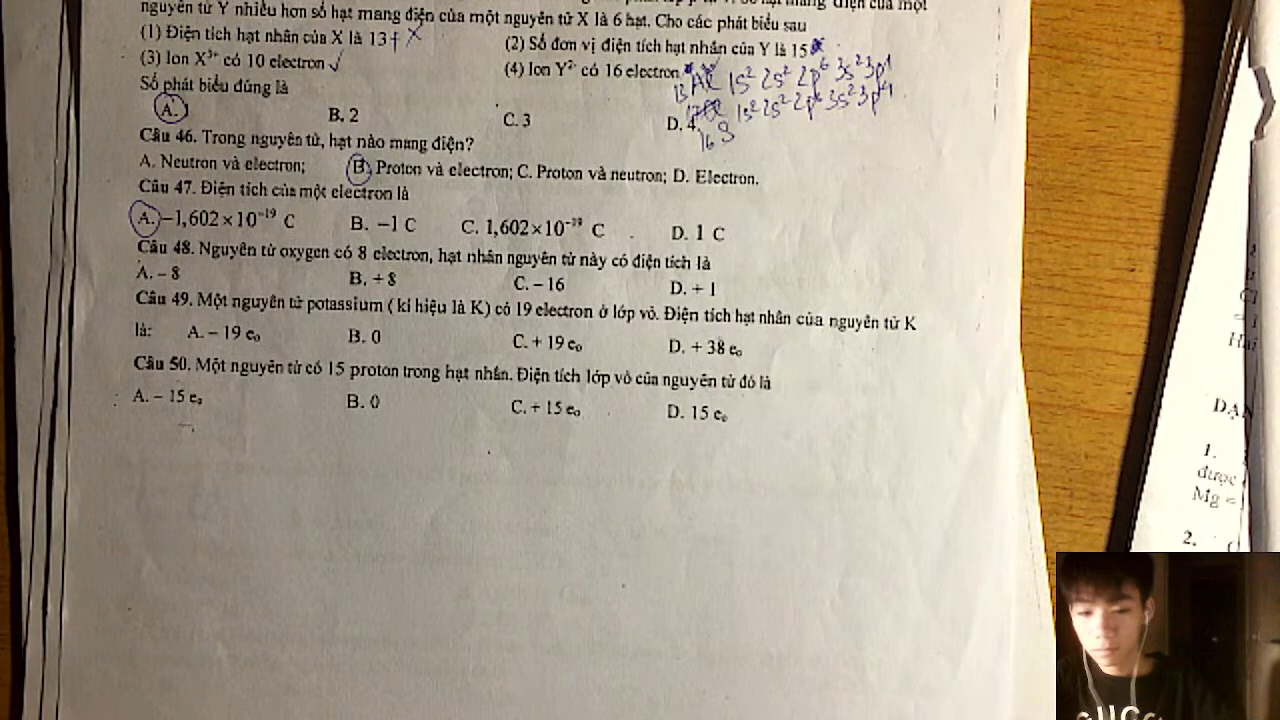 nguyên tử Y nhiều hơn số hạt mang điện của một nguyên tử X là 6 hạt. Cho các phát biểu sau
(1) Điện tích hạt nhân của X là 13+ X
(2) Số đơn vị điện tích hạt nhân của Y là 15
(3) Ion X³⁺ có 10 electron ✓
(4) Ion Y²⁻ có 16 electron
₁₃Al 1s² 2s² 2p⁶ 3s² 3p¹
Số phát biểu đúng là
1s² 2s² 2p⁶ 3s² 3p⁴
A. 1 B. 2 C. 3 D. 4.
₁₆S
Câu 46. Trong nguyên tử, hạt nào mang điện?
A. Neutron và electron; B. Proton và electron; C. Proton và neutron; D. Electron.
Câu 47. Điện tích của một electron là
A. −1,602×10⁻¹⁹ C B. −1 C C. 1,602×10⁻¹⁹ C D. 1 C
Câu 48. Nguyên tử oxygen có 8 electron, hạt nhân nguyên tử này có điện tích là
A. − 8 B. + 8 C. − 16 D. + 1
Câu 49. Một nguyên tử potassium ( kí hiệu là K) có 19 electron ở lớp vỏ. Điện tích hạt nhân của nguyên tử K
là: A. − 19 e₀ B. 0 C. + 19 e₀ D. + 38 e₀
Câu 50. Một nguyên tử có 15 proton trong hạt nhân. Điện tích lớp vỏ của nguyên tử đó là
A. − 15 e₀ B. 0 C. + 15 e₀ D. 15 e₀
1.
được
Mg =
2.